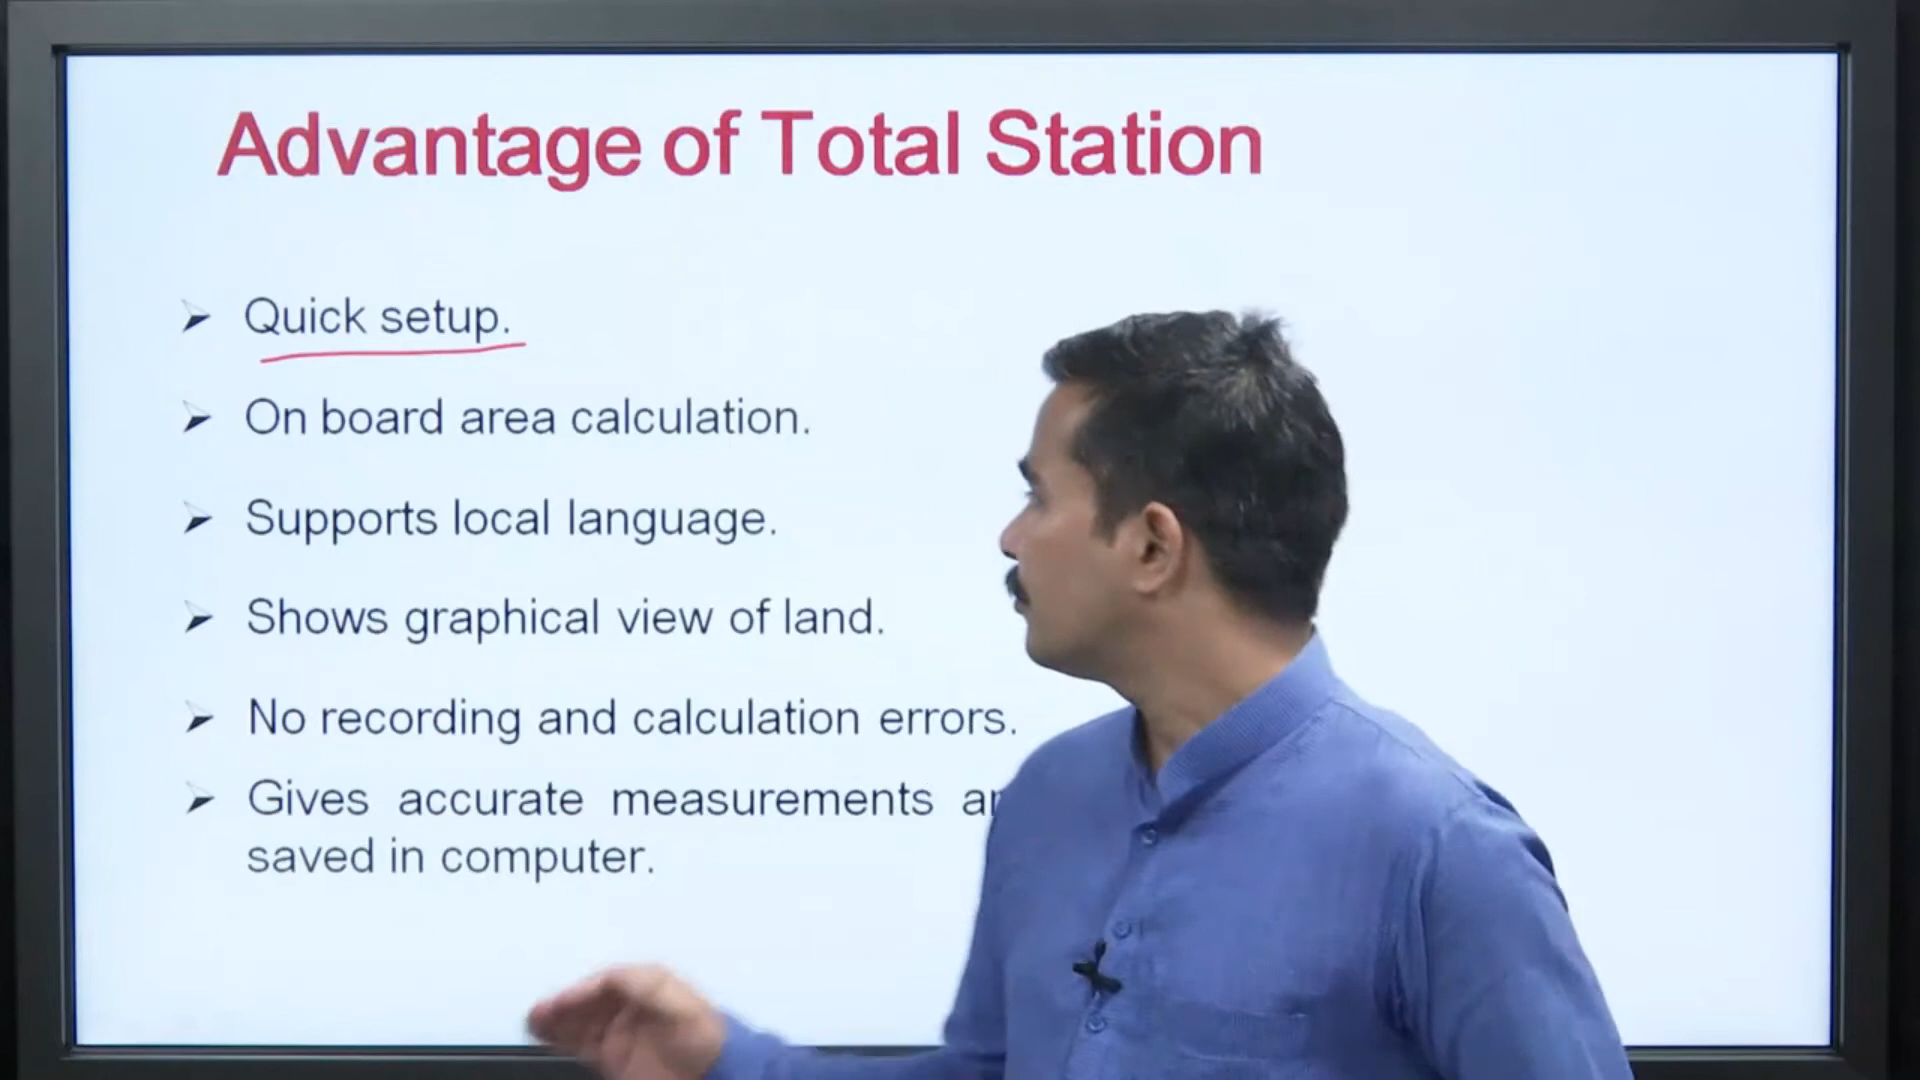 Advantage of Total Station
Quick setup.
On board area calculation.
Supports local language.
Shows graphical view of land.
No recording and calculation errors.
Gives accurate measurements
saved in computer.